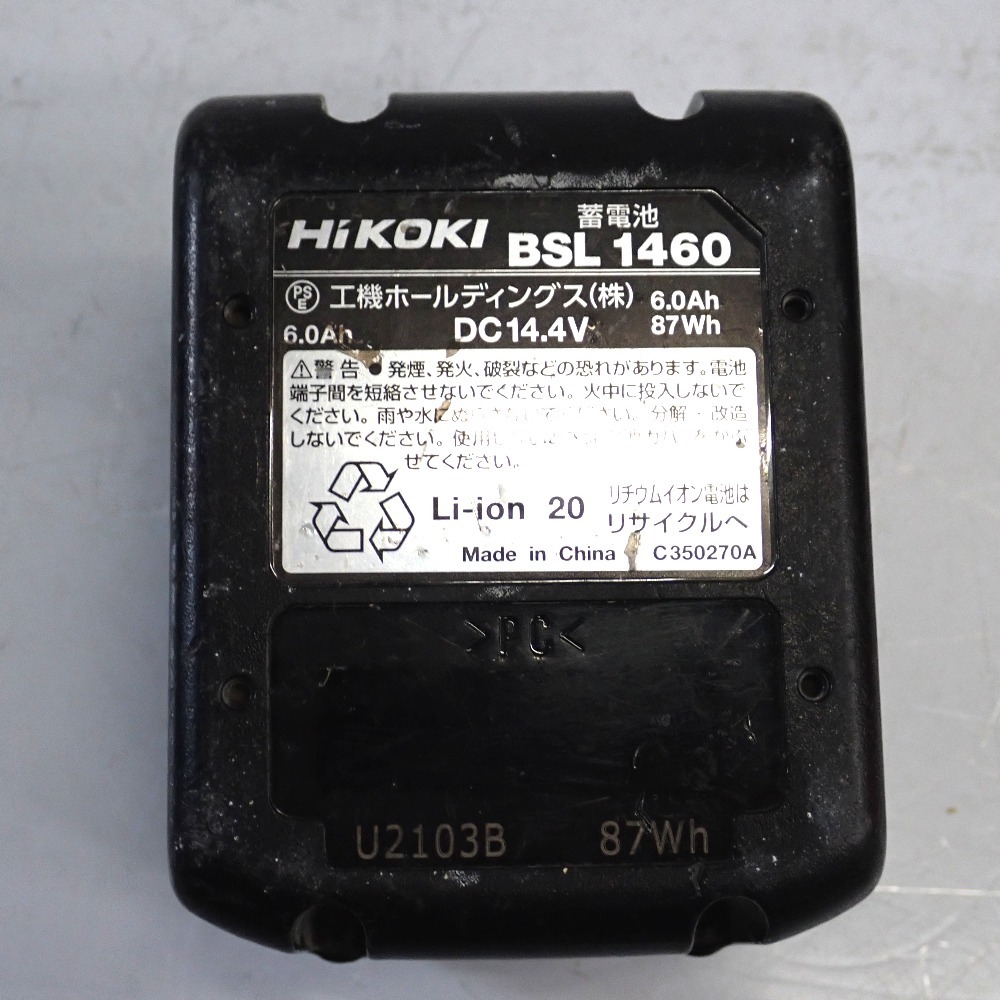 蓄電池
HiKOKI BSL 1460
PS E 工機ホールディングス(株) 6.0Ah
6.0Ah DC14.4V 87Wh
⚠警告 ● 発煙、発火、破裂などの恐れがあります。電池
端子間を短絡させないでください。火中に投入しないで
ください。雨や水にぬ 分解・改造
しないでください。使用し
せてください。
Li-ion 20 リチウムイオン電池は
リサイクルへ
Made in China C350270A
>PC<
U2103B 87Wh